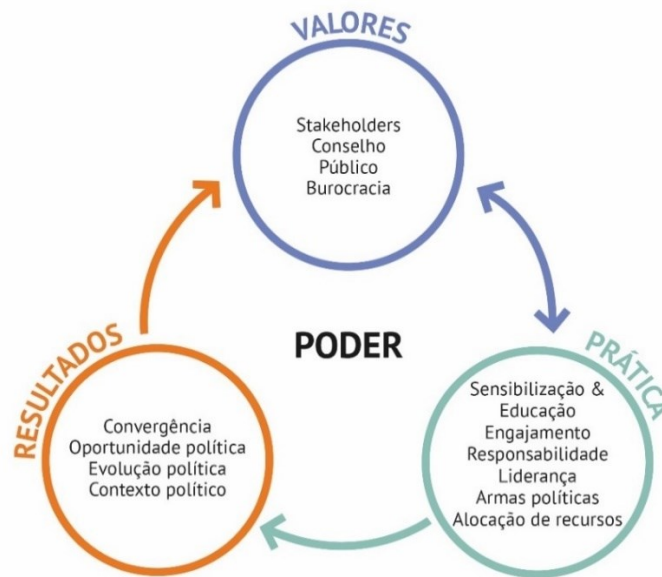 VALORES
Stakeholders
Conselho
Público
Burocracia
PODER
RESULTADOS
Convergência
Oportunidade política
Evolução política
Contexto político
PRÁTICA
Sensibilização &
Educação
Engajamento
Responsabilidade
Liderança
Armas políticas
Alocação de recursos